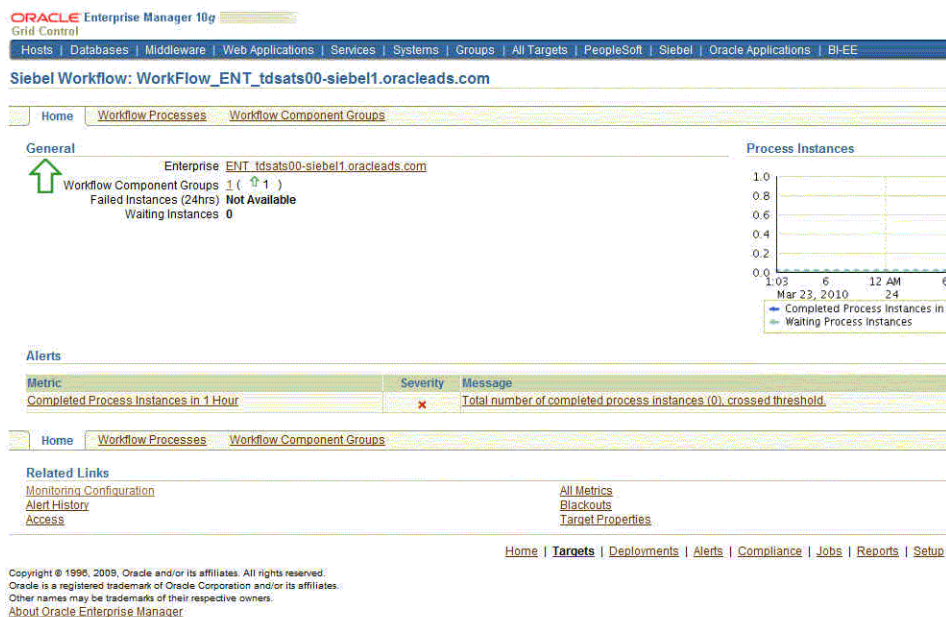 ORACLE Enterprise Manager 10g
Grid Control
Hosts | Databases | Middleware | Web Applications | Services | Systems | Groups | All Targets | PeopleSoft | Siebel | Oracle Applications | BI-EE
Siebel Workflow: WorkFlow_ENT_tdsats00-siebel1.oracleads.com
Home Workflow Processes Workflow Component Groups
General
Enterprise ENT_tdsats00-siebel1.oracleads.com
Workflow Component Groups 1 ( 1 )
Failed Instances (24hrs) Not Available
Waiting Instances 0
Process Instances
1.0
0.8
0.6
0.4
0.2
0.0
1:03 6 12 AM 6
Mar 23, 2010 24
Completed Process Instances in
Waiting Process Instances
Alerts
Metric Severity Message
Completed Process Instances in 1 Hour Total number of completed process instances (0), crossed threshold.
Home Workflow Processes Workflow Component Groups
Related Links
Monitoring Configuration All Metrics
Alert History Blackouts
Access Target Properties
Home | Targets | Deployments | Alerts | Compliance | Jobs | Reports | Setup
Copyright © 1996, 2009, Oracle and/or its affiliates. All rights reserved.
Oracle is a registered trademark of Oracle Corporation and/or its affiliates.
Other names may be trademarks of their respective owners.
About Oracle Enterprise Manager